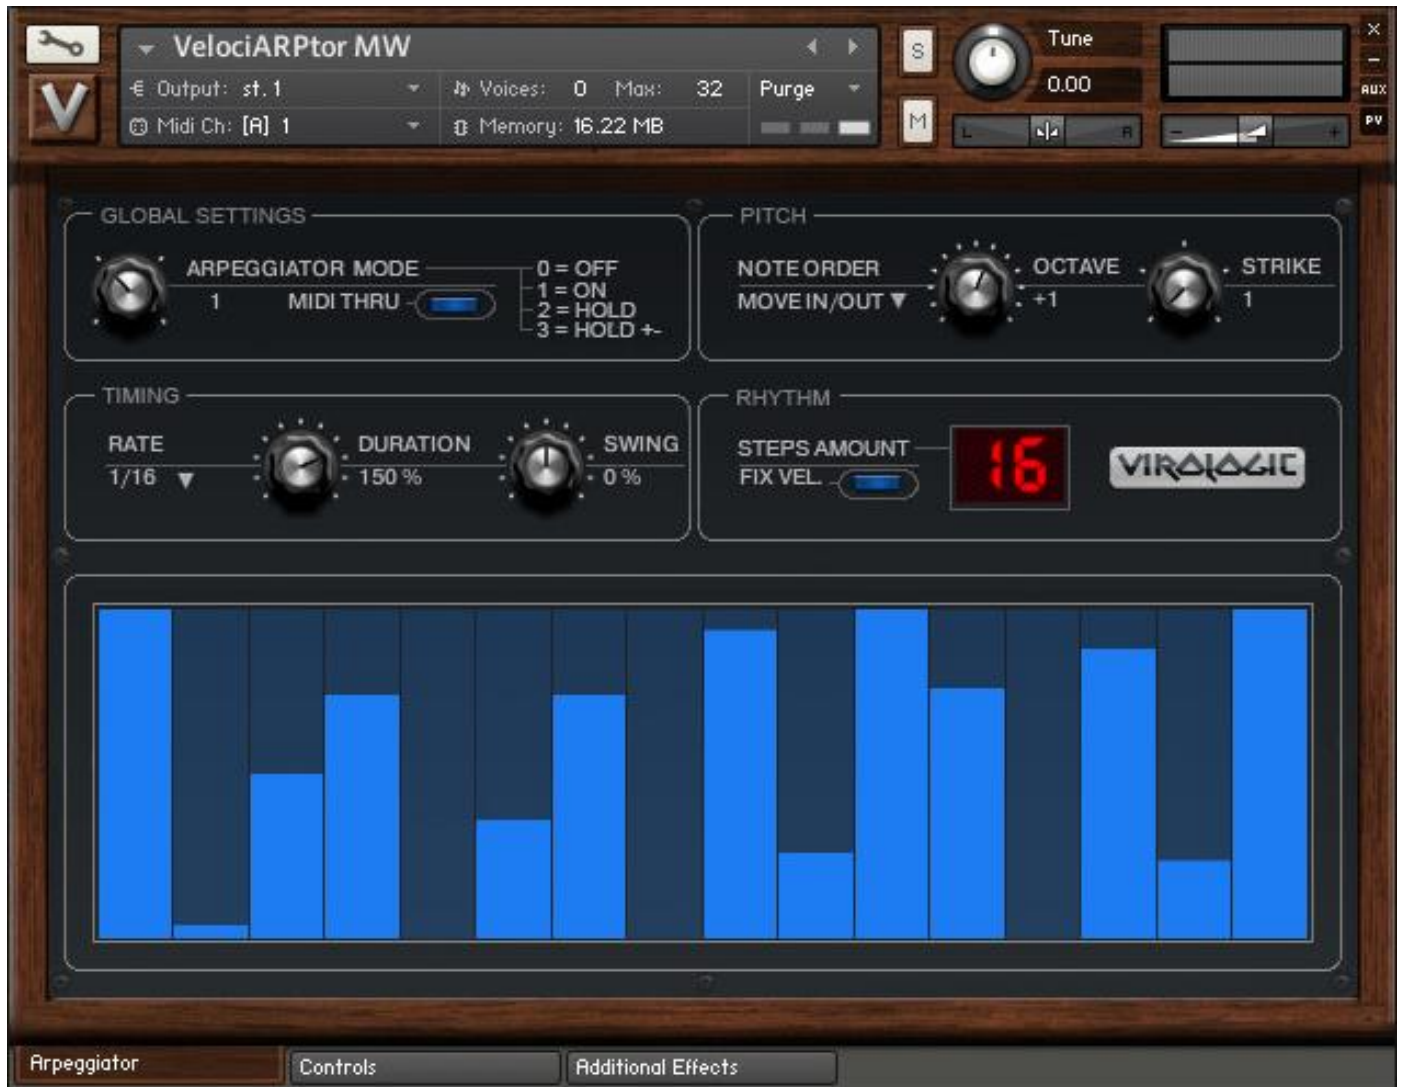 VelociARPtor MW
S
Tune
x
-
Output: st. 1
Voices: 0 Max: 32
Purge
0.00
AUX
V
Midi Ch: [A] 1
Memory: 16.22 MB
M
L
R
-
+
PV
GLOBAL SETTINGS
ARPEGGIATOR MODE
1
MIDI THRU
0 = OFF
1 = ON
2 = HOLD
3 = HOLD +-
PITCH
NOTE ORDER
MOVE IN/OUT
OCTAVE
+1
STRIKE
1
TIMING
RATE
1/16
DURATION
150 %
SWING
0 %
RHYTHM
STEPS AMOUNT
FIX VEL.
16
VIROLOGIC
Arpeggiator
Controls
Additional Effects